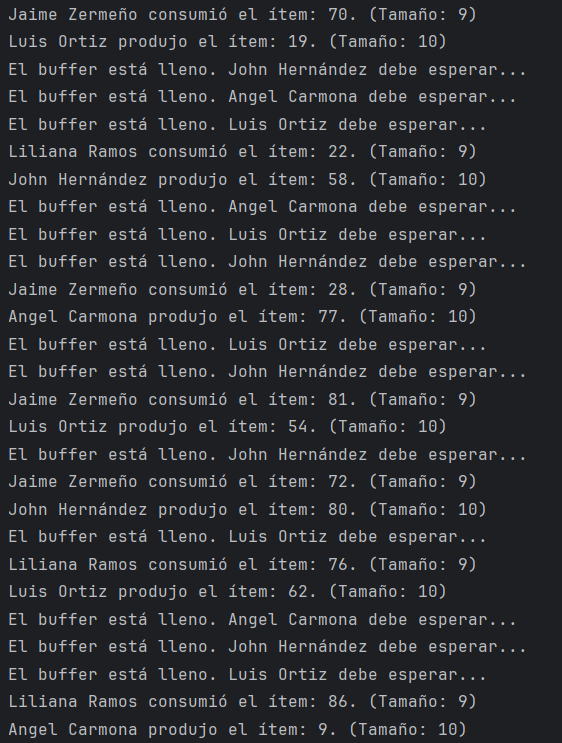 Jaime Zermeño consumió el ítem: 70. (Tamaño: 9)
Luis Ortiz produjo el ítem: 19. (Tamaño: 10)
El buffer está lleno. John Hernández debe esperar...
El buffer está lleno. Angel Carmona debe esperar...
El buffer está lleno. Luis Ortiz debe esperar...
Liliana Ramos consumió el ítem: 22. (Tamaño: 9)
John Hernández produjo el ítem: 58. (Tamaño: 10)
El buffer está lleno. Angel Carmona debe esperar...
El buffer está lleno. Luis Ortiz debe esperar...
El buffer está lleno. John Hernández debe esperar...
Jaime Zermeño consumió el ítem: 28. (Tamaño: 9)
Angel Carmona produjo el ítem: 77. (Tamaño: 10)
El buffer está lleno. Luis Ortiz debe esperar...
El buffer está lleno. John Hernández debe esperar...
Jaime Zermeño consumió el ítem: 81. (Tamaño: 9)
Luis Ortiz produjo el ítem: 54. (Tamaño: 10)
El buffer está lleno. John Hernández debe esperar...
Jaime Zermeño consumió el ítem: 72. (Tamaño: 9)
John Hernández produjo el ítem: 80. (Tamaño: 10)
El buffer está lleno. Luis Ortiz debe esperar...
Liliana Ramos consumió el ítem: 76. (Tamaño: 9)
Luis Ortiz produjo el ítem: 62. (Tamaño: 10)
El buffer está lleno. Angel Carmona debe esperar...
El buffer está lleno. John Hernández debe esperar...
El buffer está lleno. Luis Ortiz debe esperar...
Liliana Ramos consumió el ítem: 86. (Tamaño: 9)
Angel Carmona produjo el ítem: 9. (Tamaño: 10)